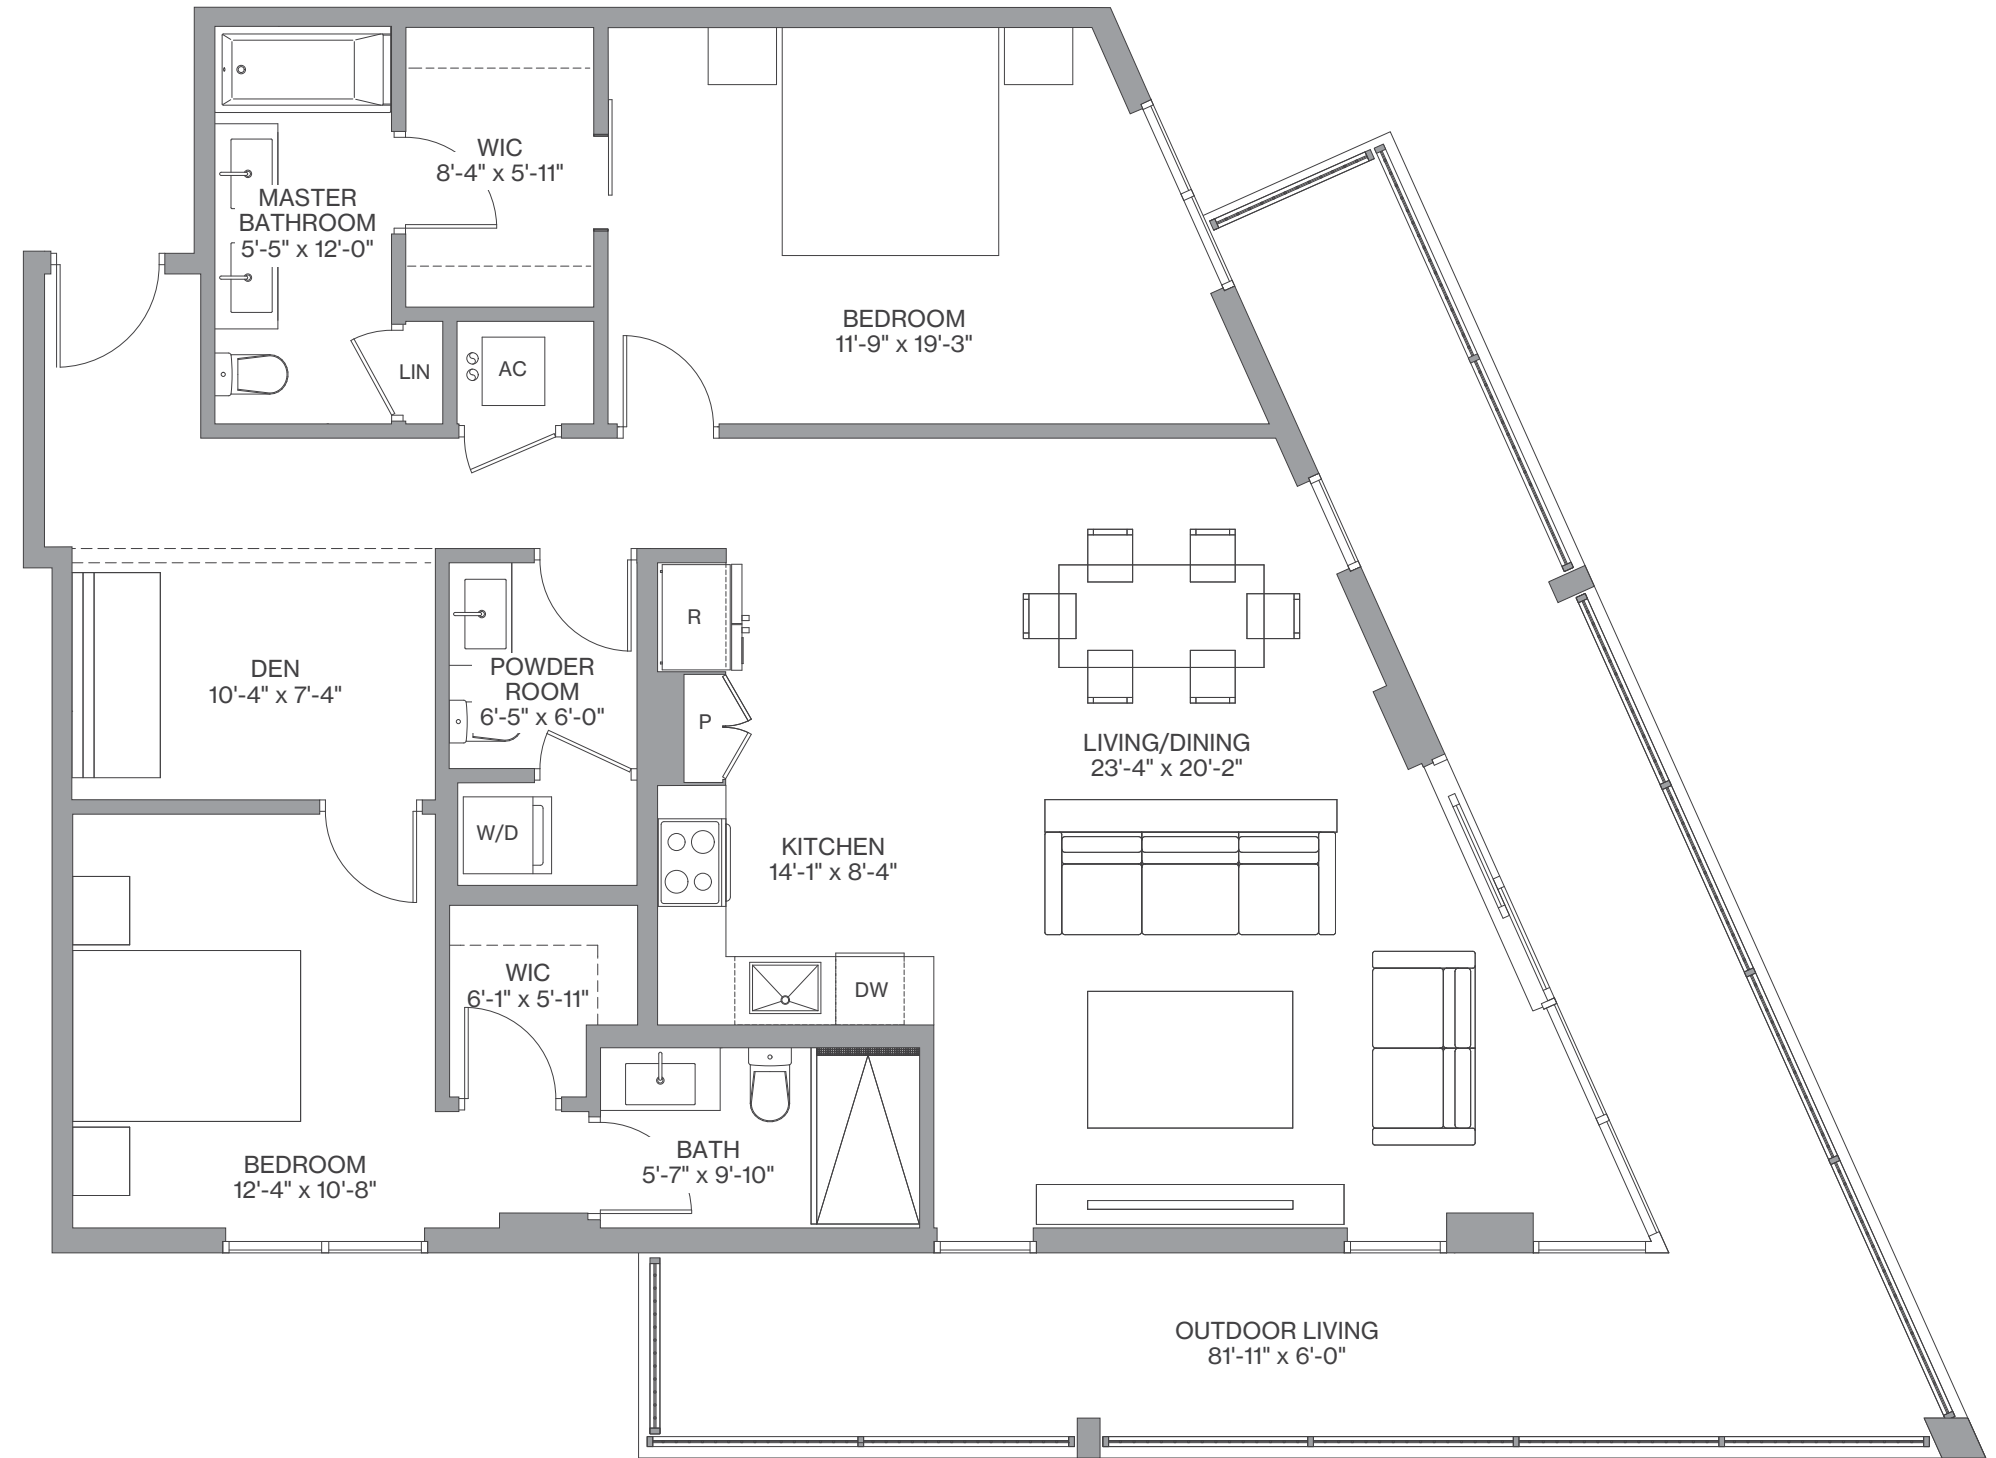 WIC
8'-4" x 5'-11"
MASTER
BATHROOM
5'-5" x 12'-0"
BEDROOM
11'-9" x 19'-3"
LIN
AC
DEN
10'-4" x 7'-4"
POWDER
ROOM
6'-5" x 6'-0"
R
P
LIVING/DINING
23'-4" x 20'-2"
W/D
KITCHEN
14'-1" x 8'-4"
WIC
6'-1" x 5'-11"
DW
BEDROOM
12'-4" x 10'-8"
BATH
5'-7" x 9'-10"
OUTDOOR LIVING
81'-11" x 6'-0"